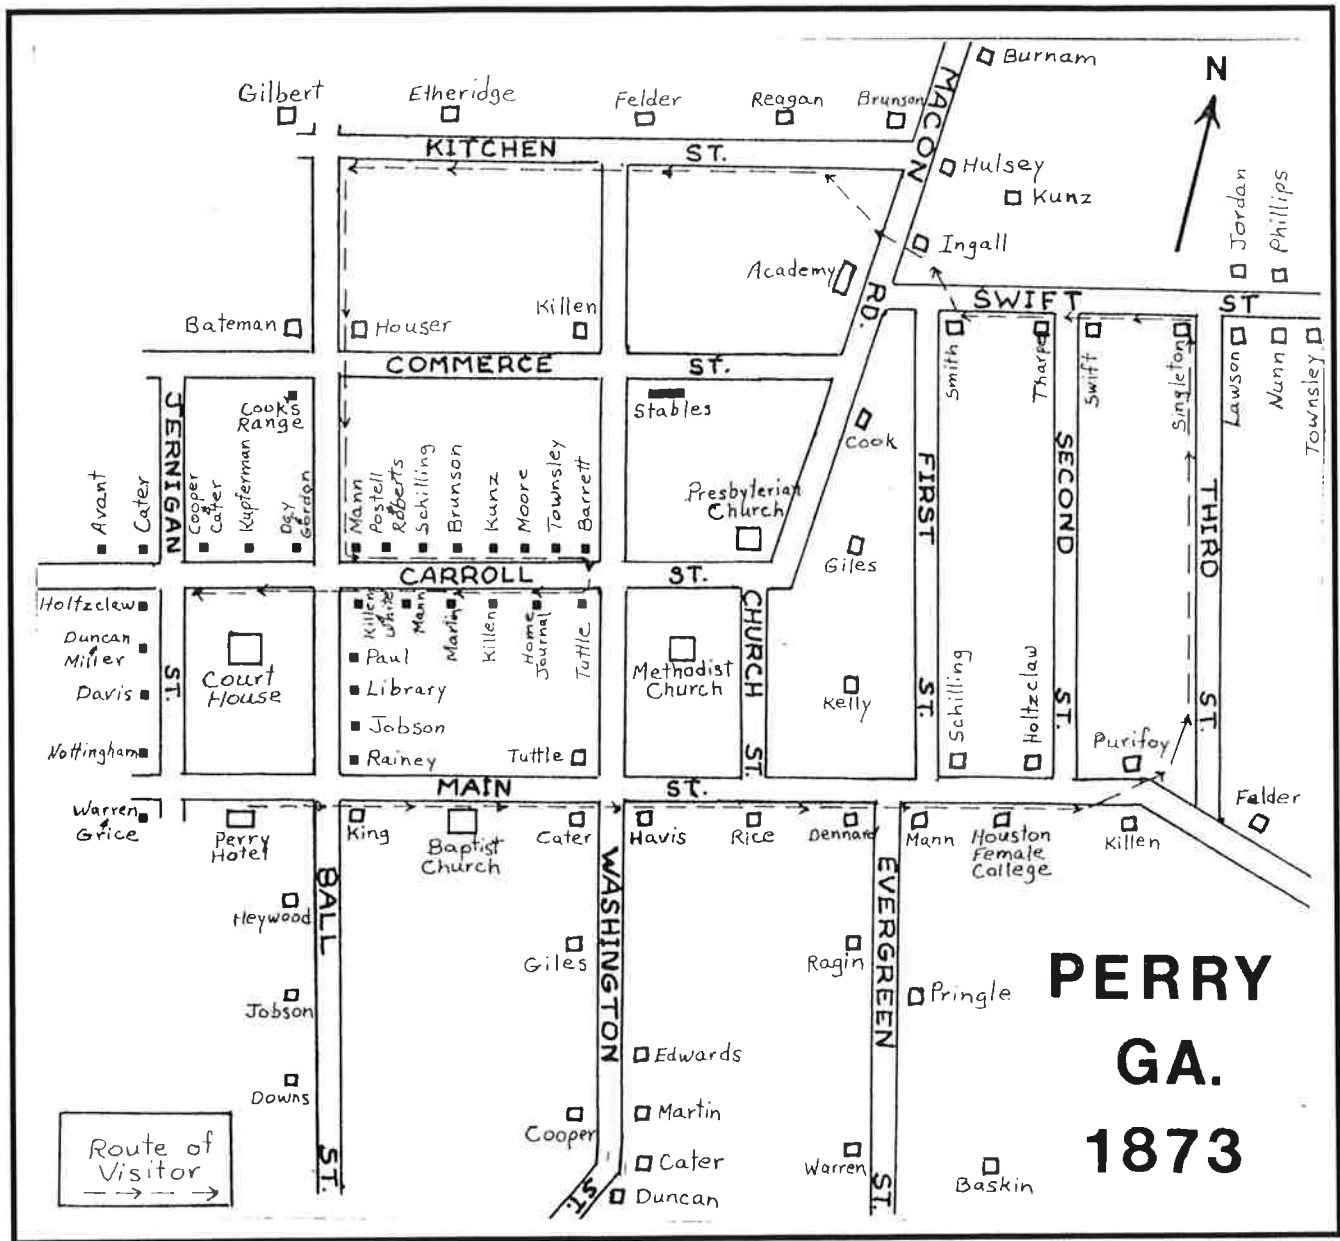 Burnam
N
Gilbert
Etheridge
Felder
Reagan
Brunson
MACON RD.
KITCHEN ST.
Hulsey
Kunz
Jordan
Phillips
Ingall
Academy
SWIFT ST
Bateman
Houser
Killen
Smith
Tharpe
Swift
Singleton
Lawson
Nunn
Townsley
COMMERCE ST.
JERNIGAN ST.
Cook's
Range
Stables
Cook
FIRST ST.
SECOND ST.
THIRD ST.
Avant
Cater
Cooper
&
Cater
Kupferman
Day
&
Gordon
Mann
Postell
&
Roberts
Schilling
Brunson
Kunz
Moore
Townsley
Barrett
Presbyterian
Church
Giles
CARROLL ST.
Holtzclaw
Duncan
&
Miller
Davis
Nottingham
Court
House
Killen
&
White
Mann
Martin
Killen
Home
Journal
Tuttle
Paul
Library
Jobson
Rainey
Tuttle
Methodist
Church
CHURCH ST.
Kelly
Schilling
Holtzclaw
Purifoy
MAIN ST.
Warren
&
Grice
Perry
Hotel
King
Baptist
Church
Cater
Havis
Rice
Dennard
Mann
Houston
Female
College
Killen
Falder
BALL ST.
WASHINGTON ST.
EVERGREEN ST.
Heywood
Giles
Ragin
Pringle
Jobson
Edwards
Downs
Martin
Cooper
Cater
Warren
Baskin
Duncan
Route of
Visitor
PERRY
GA.
1873